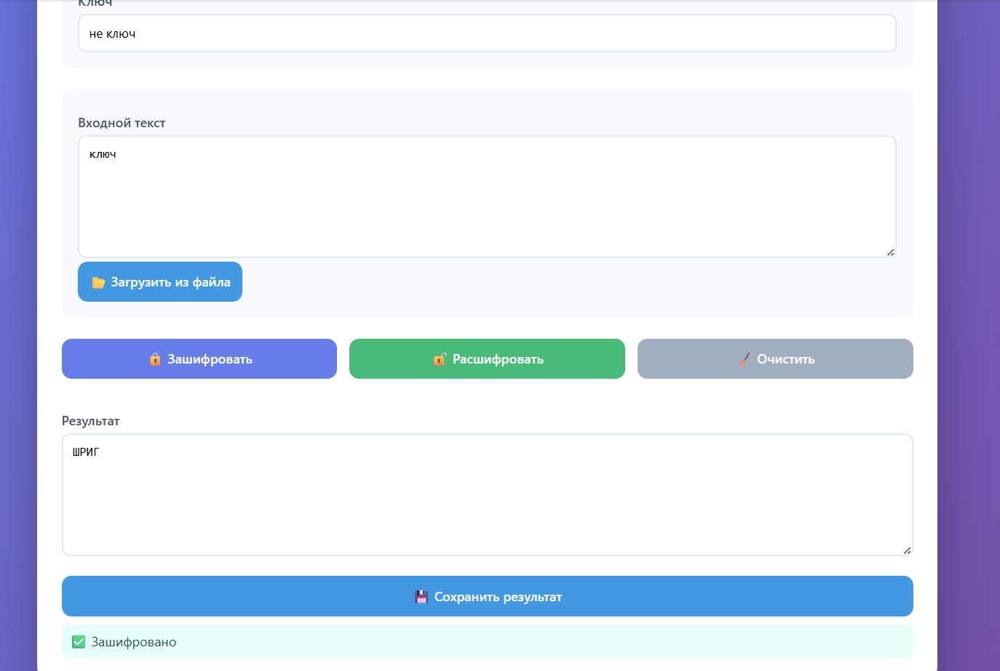 Ключ
не ключ
Входной текст
ключ
Загрузить из файла
Зашифровать
Расшифровать
Очистить
Результат
ШРИГ
Сохранить результат
Зашифровано